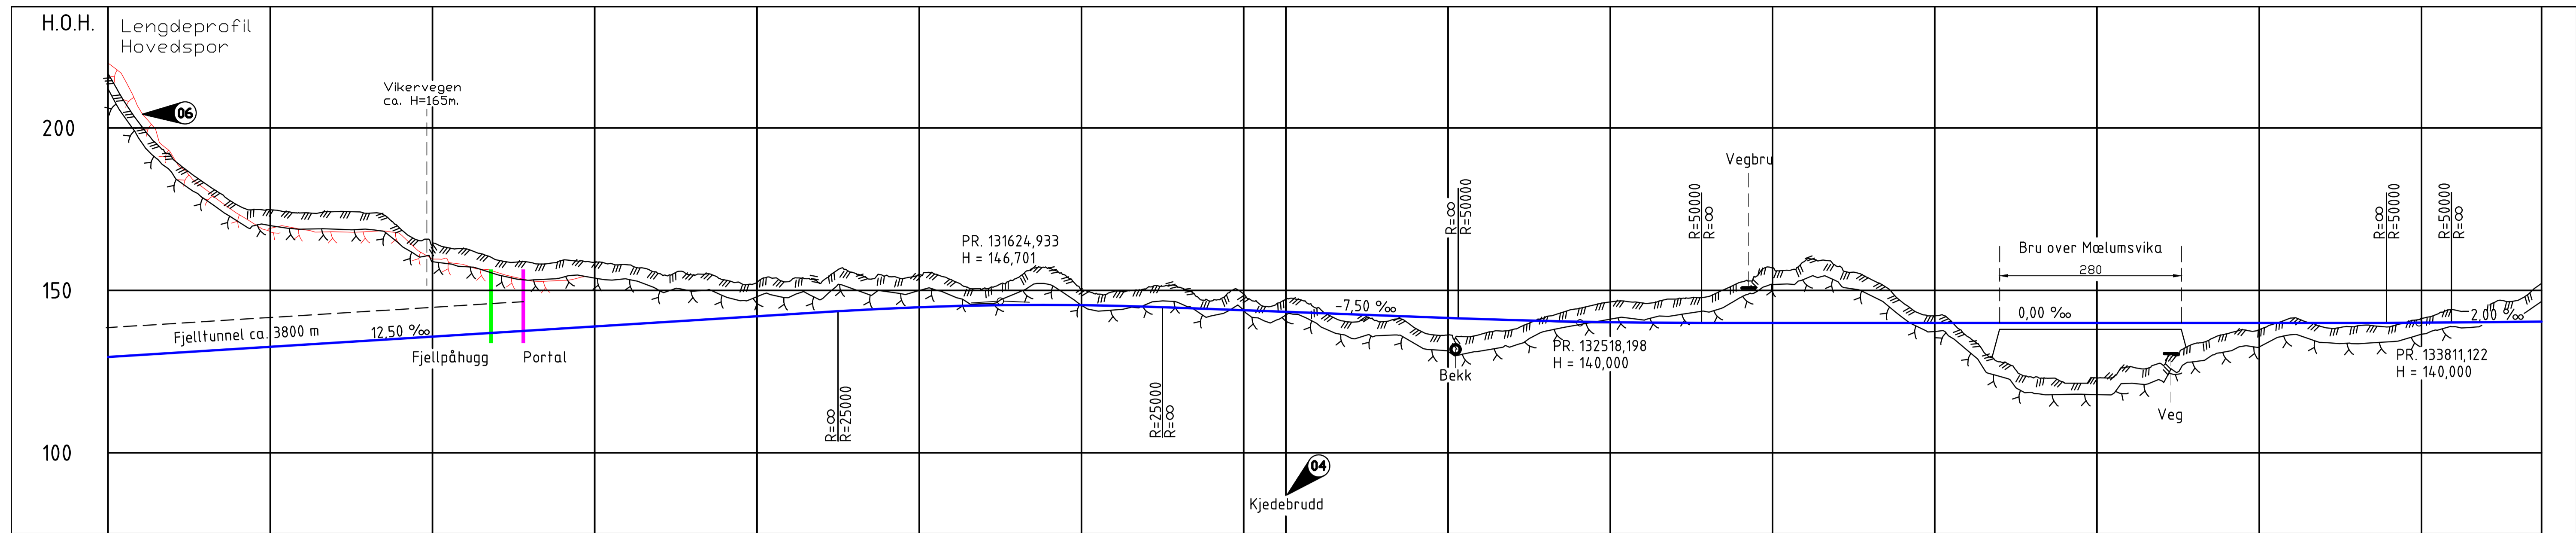 H.O.H.
Lengdeprofil
Hovedspor
06
Vikervegen
ca. H=165m.
200
150
100
Fjelltunnel ca. 3800 m
12,50 ‰
Fjellpåhugg
Portal
R=∞
R=25000
PR. 131624,933
H = 146,701
R=25000
R=∞
04
Kjedebrudd
-7,50 ‰
R=∞
R=50000
Bekk
PR. 132518,198
H = 140,000
R=50000
R=∞
Vegbru
Bru over Mælumsvika
280
0,00 ‰
Veg
R=∞
R=50000
R=50000
R=∞
2,00 ‰
PR. 133811,122
H = 140,000